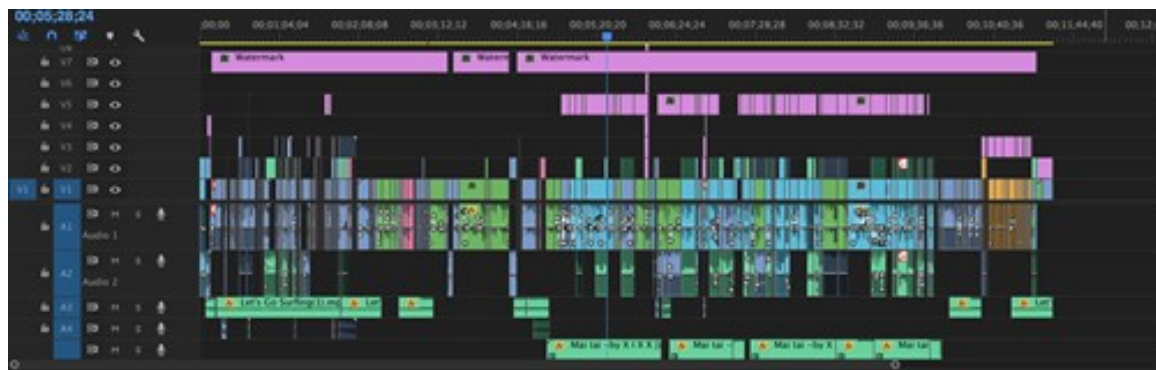 00;05;28;24
;00;00 00;01;04;04 00;02;08;08 00;03;12;12 00;04;16;16 00;05;20;20 00;06;24;24 00;07;28;28 00;08;32;32 00;09;36;36 00;10;40;36 00;11;44;40 00;12;
V7 Watermark Waterm Watermark
V6
V5
V4
V3
V2
V1 V1
A1 M S
Audio 1
A2 M S
Audio 2
A3 M S Let's Go Surfing(1).mp Let Let
A4 M S
M S Mai tai -by X I X X Mai tai - Mai tai -by X Mai tai